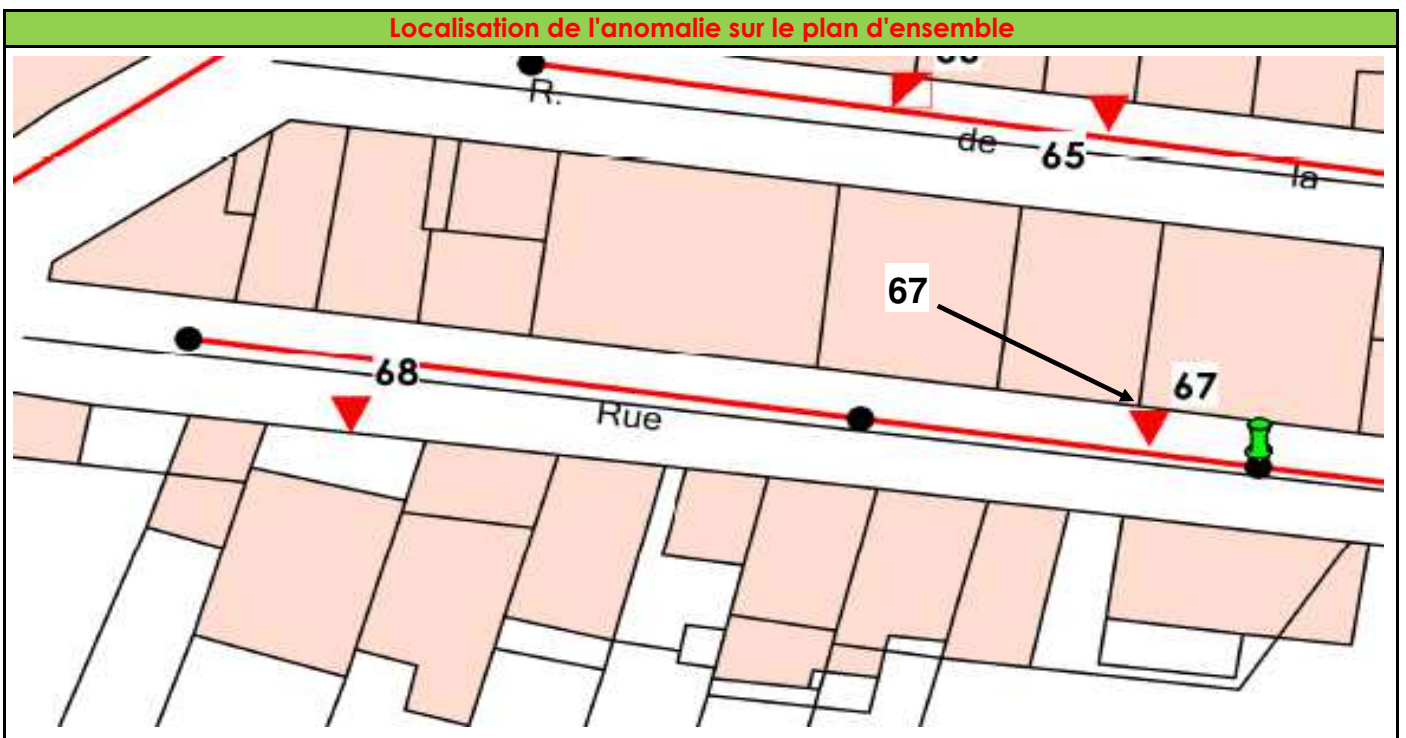 Localisation de l'anomalie sur le plan d'ensemble
R.
de
65
la
67
68
67
Rue